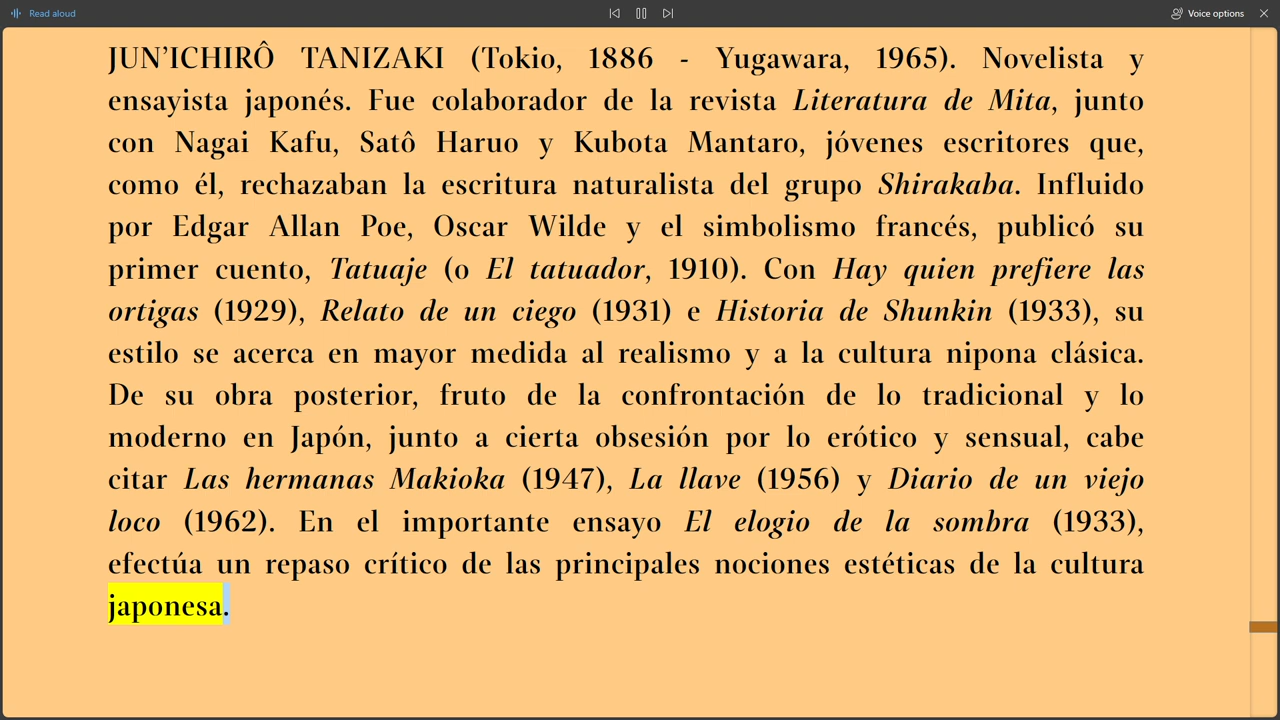 Read aloud
Voice options
JUN’ICHIRÔ TANIZAKI (Tokio, 1886 - Yugawara, 1965). Novelista y
ensayista japonés. Fue colaborador de la revista Literatura de Mita, junto
con Nagai Kafu, Satô Haruo y Kubota Mantaro, jóvenes escritores que,
como él, rechazaban la escritura naturalista del grupo Shirakaba. Influido
por Edgar Allan Poe, Oscar Wilde y el simbolismo francés, publicó su
primer cuento, Tatuaje (o El tatuador, 1910). Con Hay quien prefiere las
ortigas (1929), Relato de un ciego (1931) e Historia de Shunkin (1933), su
estilo se acerca en mayor medida al realismo y a la cultura nipona clásica.
De su obra posterior, fruto de la confrontación de lo tradicional y lo
moderno en Japón, junto a cierta obsesión por lo erótico y sensual, cabe
citar Las hermanas Makioka (1947), La llave (1956) y Diario de un viejo
loco (1962). En el importante ensayo El elogio de la sombra (1933),
efectúa un repaso crítico de las principales nociones estéticas de la cultura
japonesa.